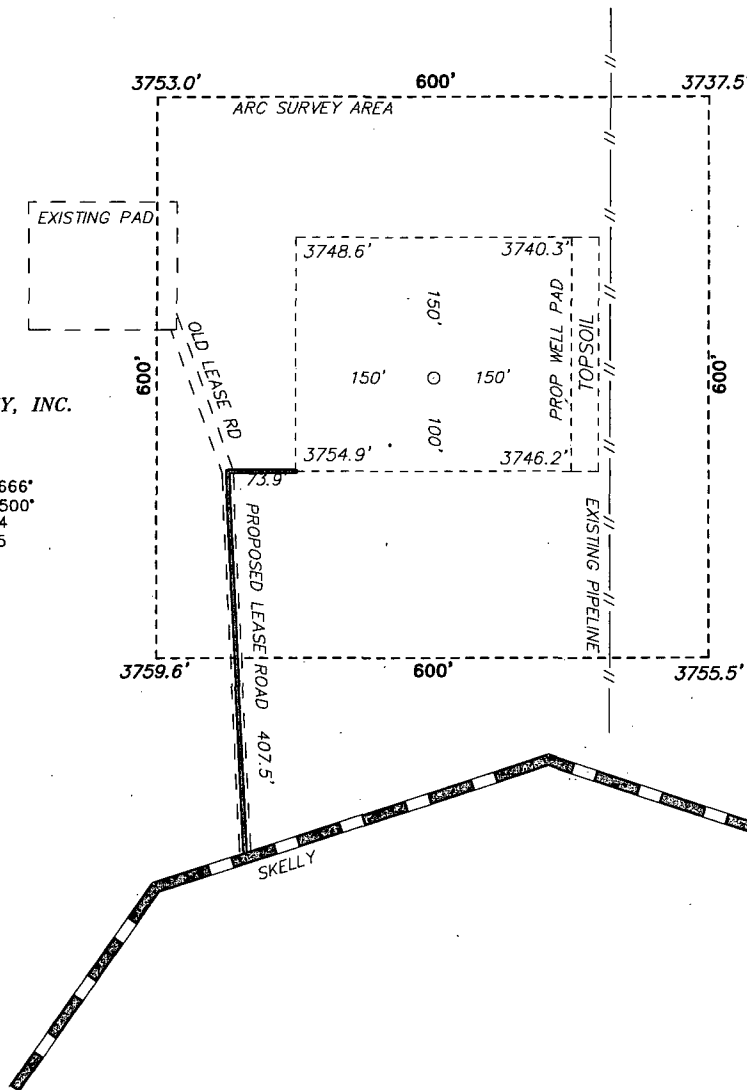 3753.0' 600' 3737.5'
ARC SURVEY AREA
EXISTING PAD
3748.6' 3740.3'
150'
PROP WELL PAD
TOPSOIL
OLD LEASE RD
600'
150' 150'
600'
Y, INC.
100'
3754.9' 3746.2'
73.9
666°
500°
4
5
PROPOSED LEASE ROAD 407.5'
EXISTING PIPELINE
3759.6' 600' 3755.5'
SKELLY